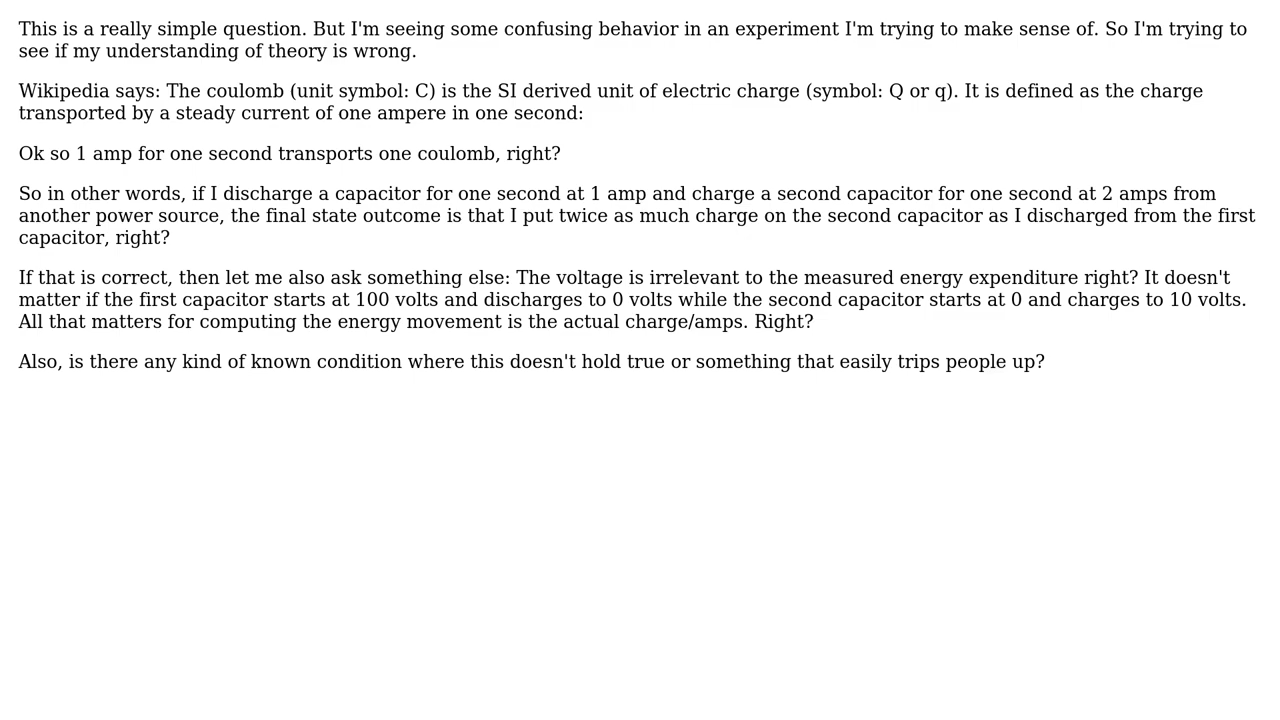 This is a really simple question. But I'm seeing some confusing behavior in an experiment I'm trying to make sense of. So I'm trying to
see if my understanding of theory is wrong.
Wikipedia says: The coulomb (unit symbol: C) is the SI derived unit of electric charge (symbol: Q or q). It is defined as the charge
transported by a steady current of one ampere in one second:
Ok so 1 amp for one second transports one coulomb, right?
So in other words, if I discharge a capacitor for one second at 1 amp and charge a second capacitor for one second at 2 amps from
another power source, the final state outcome is that I put twice as much charge on the second capacitor as I discharged from the first
capacitor, right?
If that is correct, then let me also ask something else: The voltage is irrelevant to the measured energy expenditure right? It doesn't
matter if the first capacitor starts at 100 volts and discharges to 0 volts while the second capacitor starts at 0 and charges to 10 volts.
All that matters for computing the energy movement is the actual charge/amps. Right?
Also, is there any kind of known condition where this doesn't hold true or something that easily trips people up?